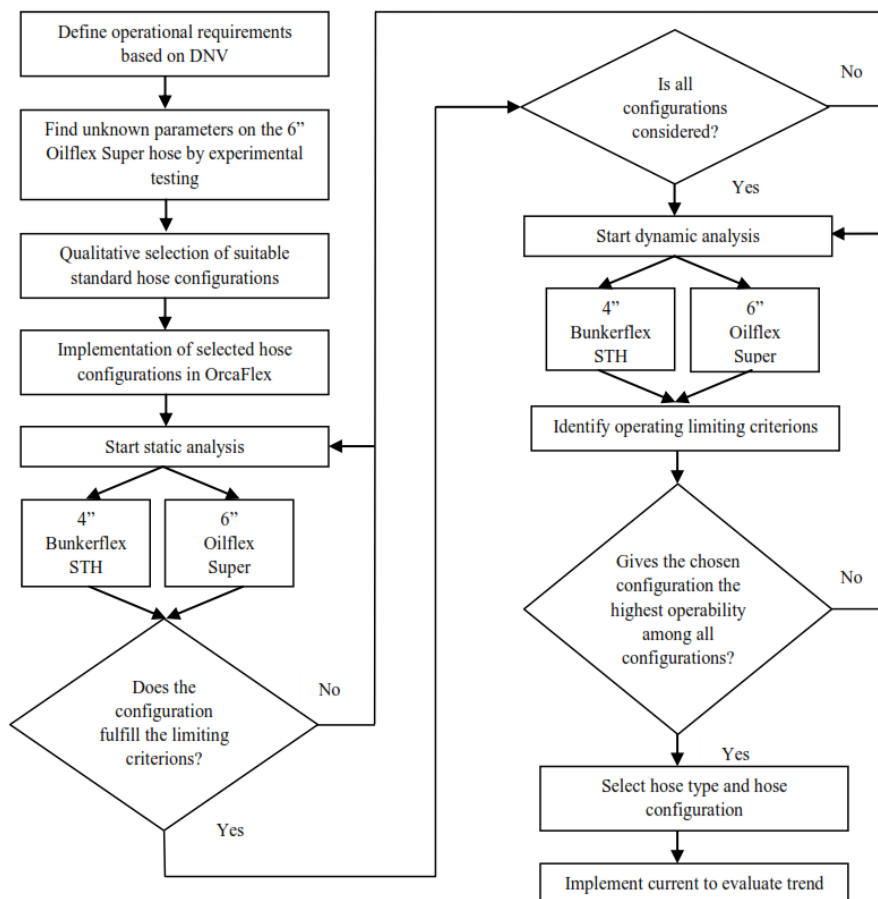 Define operational requirements
based on DNV
Find unknown parameters on the 6”
Oilflex Super hose by experimental
testing
Qualitative selection of suitable
standard hose configurations
Implementation of selected hose
configurations in OrcaFlex
Start static analysis
4”
Bunkerflex
STH
6”
Oilflex
Super
Does the
configuration
fulfill the limiting
criterions?
No
Yes
Is all
configurations
considered?
No
Yes
Start dynamic analysis
4”
Bunkerflex
STH
6”
Oilflex
Super
Identify operating limiting criterions
Gives the chosen
configuration the
highest operability
among all
configurations?
No
Yes
Select hose type and hose
configuration
Implement current to evaluate trend